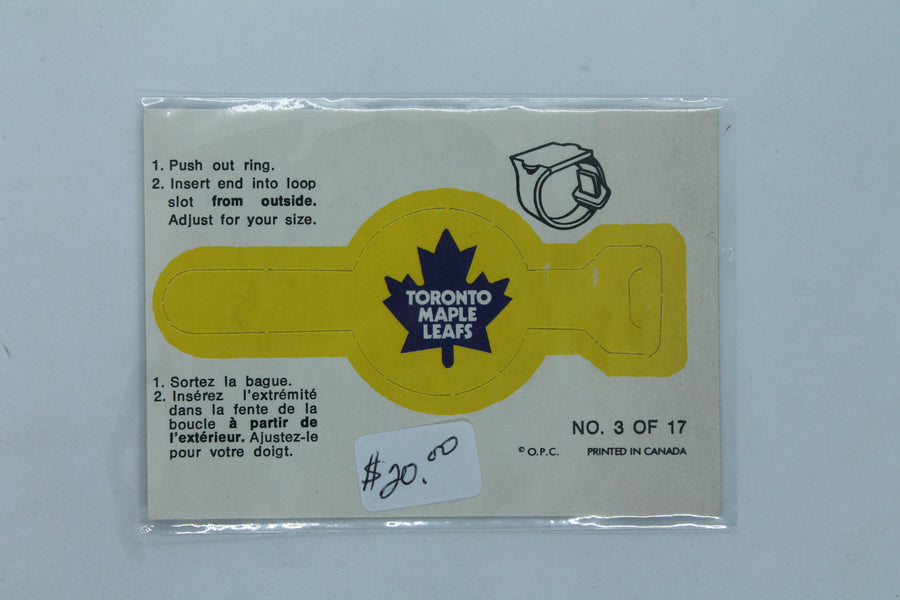 1. Push out ring.
2. Insert end into loop
slot from outside.
Adjust for your size.
TORONTO
MAPLE
LEAFS
1. Sortez la bague.
2. Insérez l'extrémité
dans la fente de la
boucle à partir de
l'extérieur. Ajustez-le
pour votre doigt.
NO. 3 OF 17
© O.P.C. PRINTED IN CANADA
$20.00